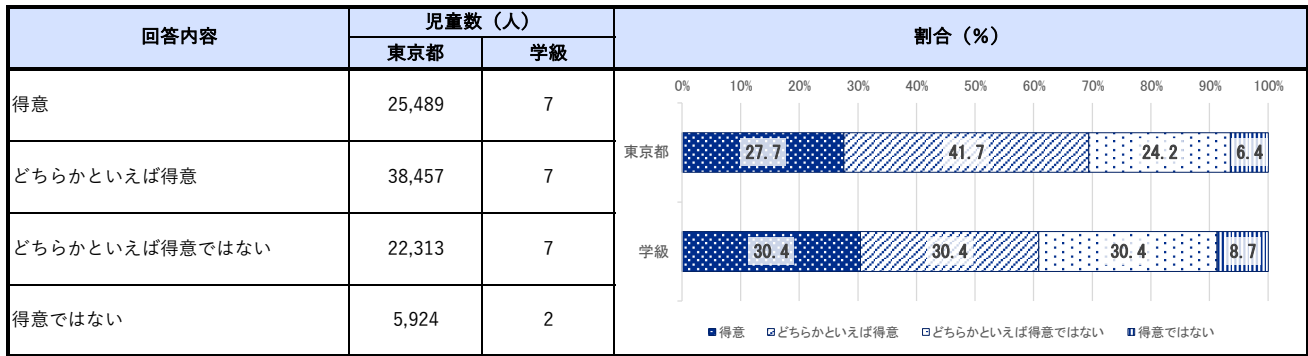 回答内容 児童数（人） 割合（％）
東京都 学級
得意 25,489 7
どちらかといえば得意 38,457 7
どちらかといえば得意ではない 22,313 7
得意ではない 5,924 2
0% 10% 20% 30% 40% 50% 60% 70% 80% 90% 100%
東京都 27.7 41.7 24.2 6.4
学級 30.4 30.4 30.4 8.7
得意 どちらかといえば得意 どちらかといえば得意ではない 得意ではない